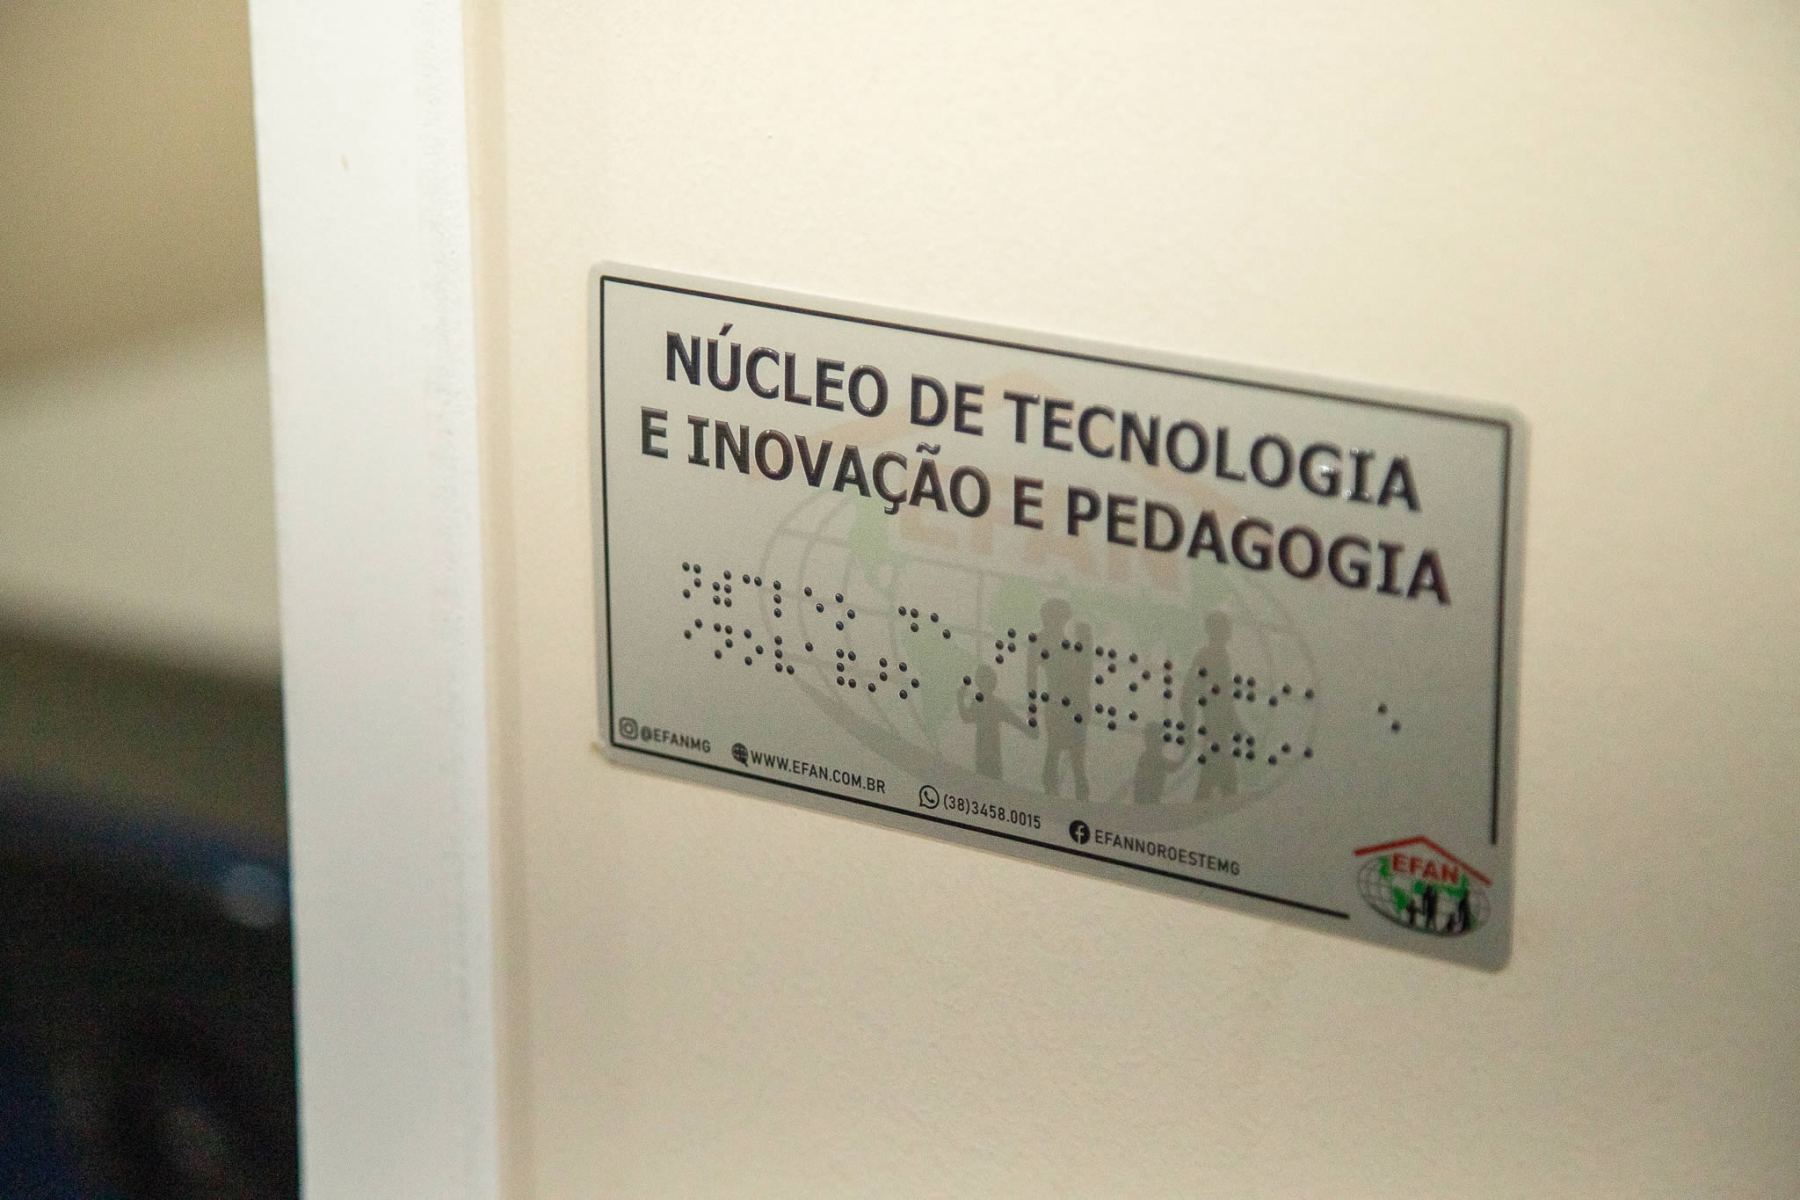 NÚCLEO DE TECNOLOGIA
E INOVAÇÃO E PEDAGOGIA
⠝⠾⠉⠇⠑⠕ ⠙⠑ ⠞⠑⠉⠝⠕⠇⠕⠛⠊⠁ ⠑
⠊⠝⠕⠧⠁⠯⠜⠕ ⠑ ⠏⠑⠙⠁⠛⠕⠛⠊⠁
@EFANMG WWW.EFAN.COM.BR (38)3458.0015 EFANNOROESTEMG
EFAN